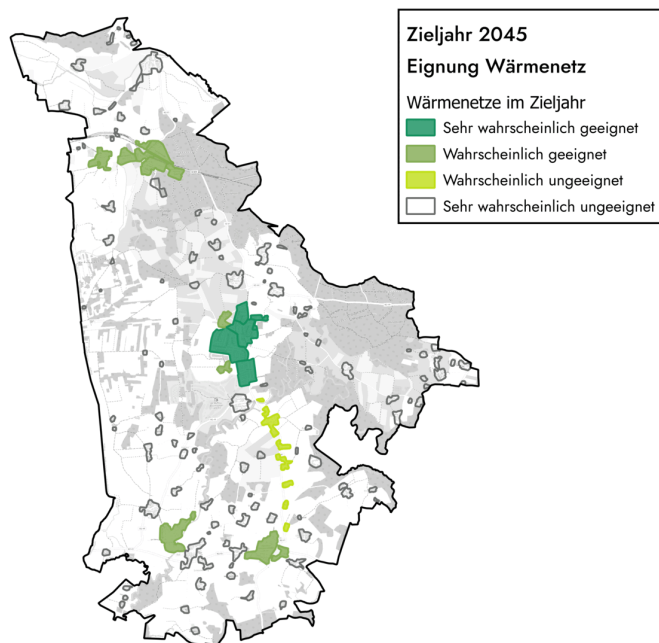 Zieljahr 2045
Eignung Wärmenetz
Wärmenetze im Zieljahr
Sehr wahrscheinlich geeignet
Wahrscheinlich geeignet
Wahrscheinlich ungeeignet
Sehr wahrscheinlich ungeeignet